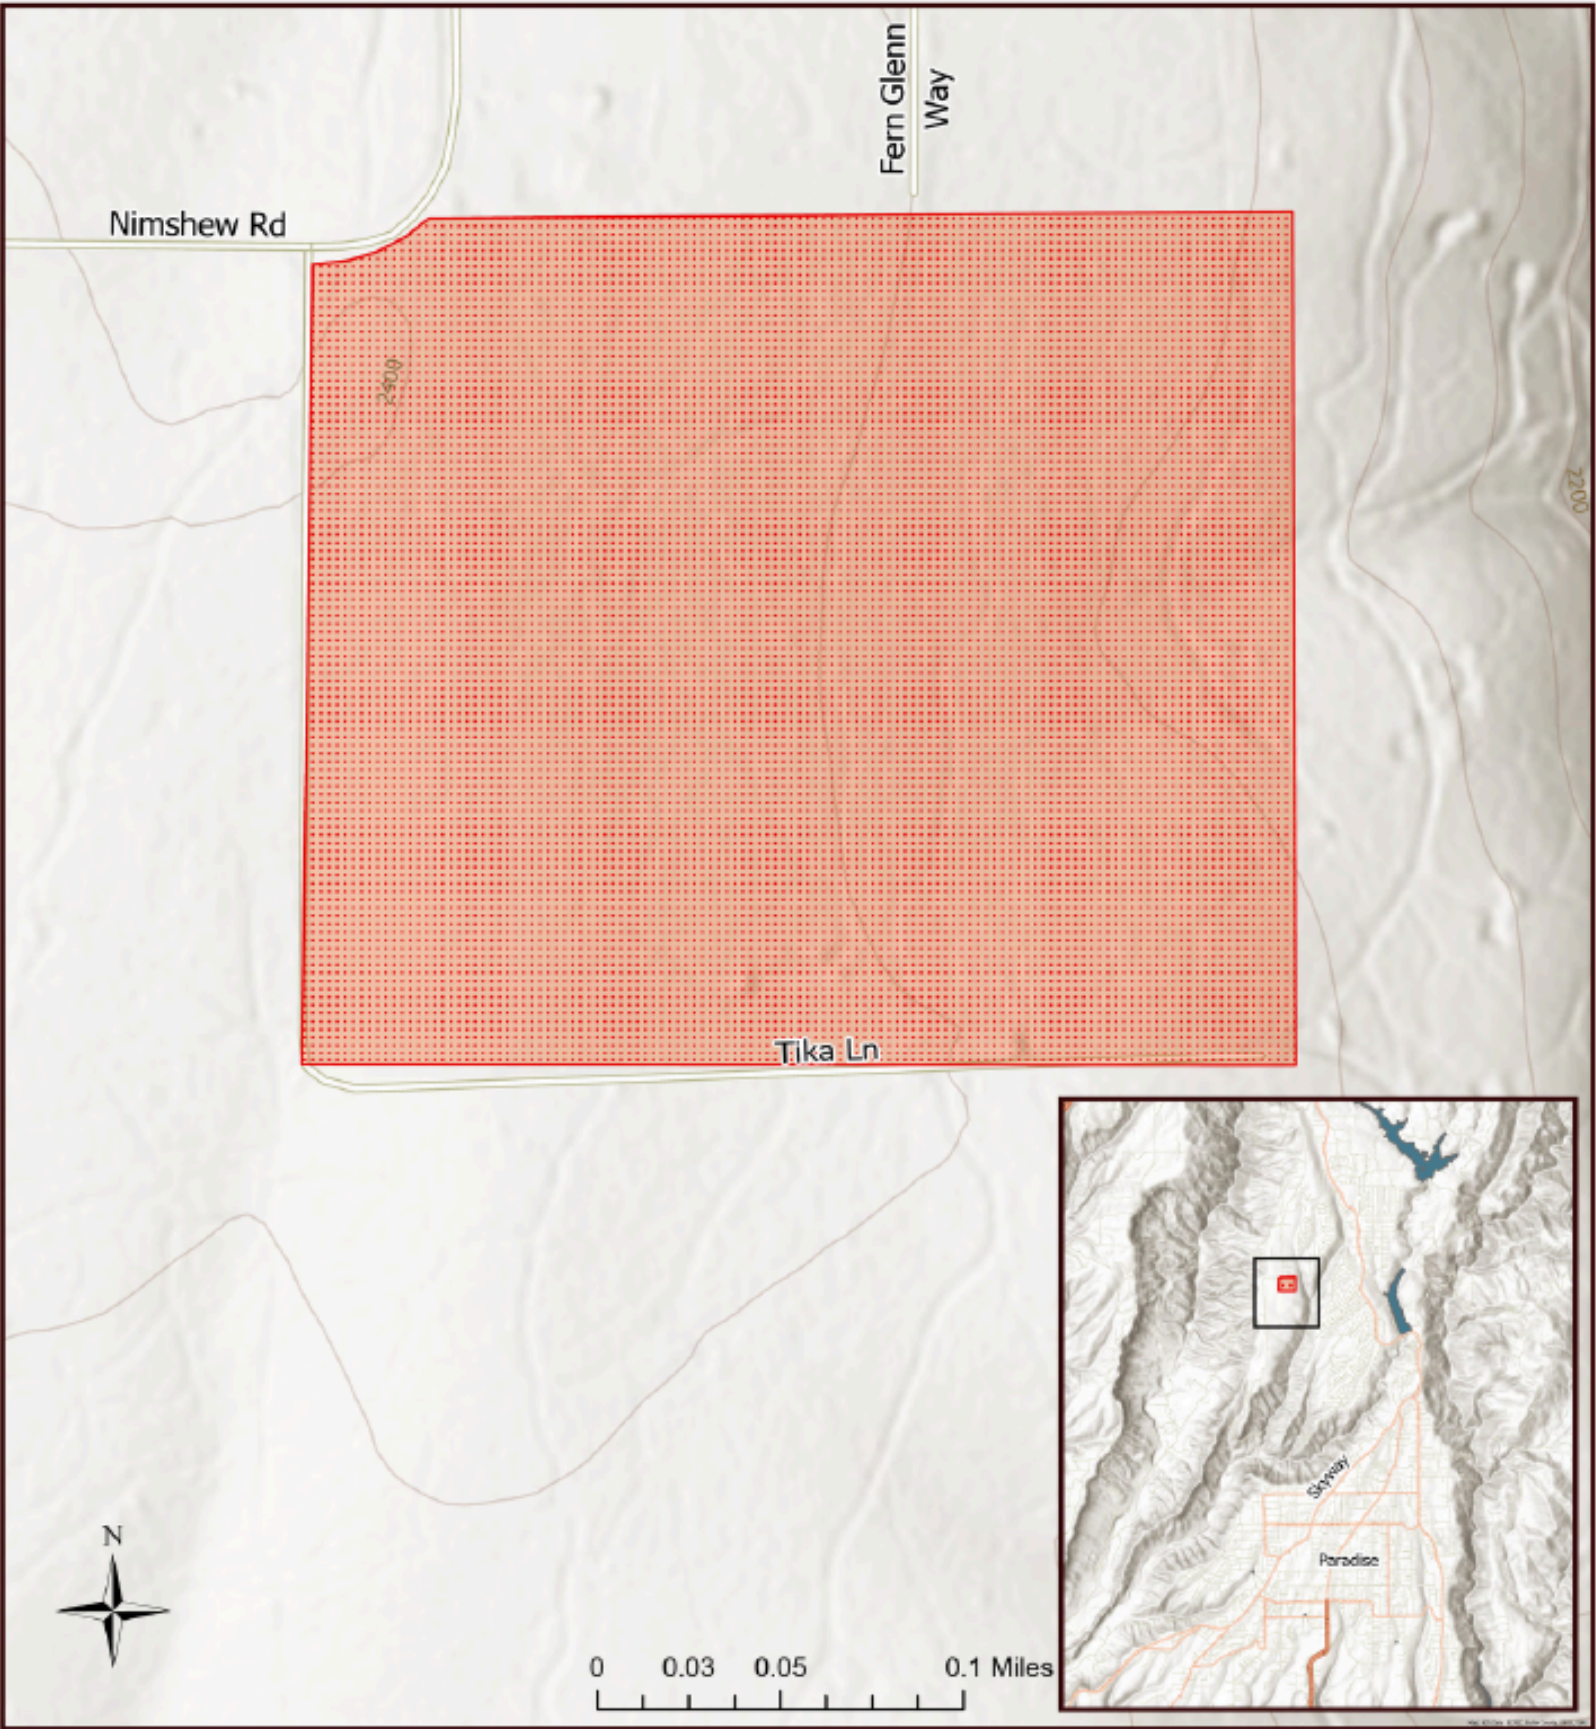 Fern Glenn
Way
Nimshew Rd
2400
2200
Tika Ln
Skyway
Paradise
N
0 0.03 0.05 0.1 Miles